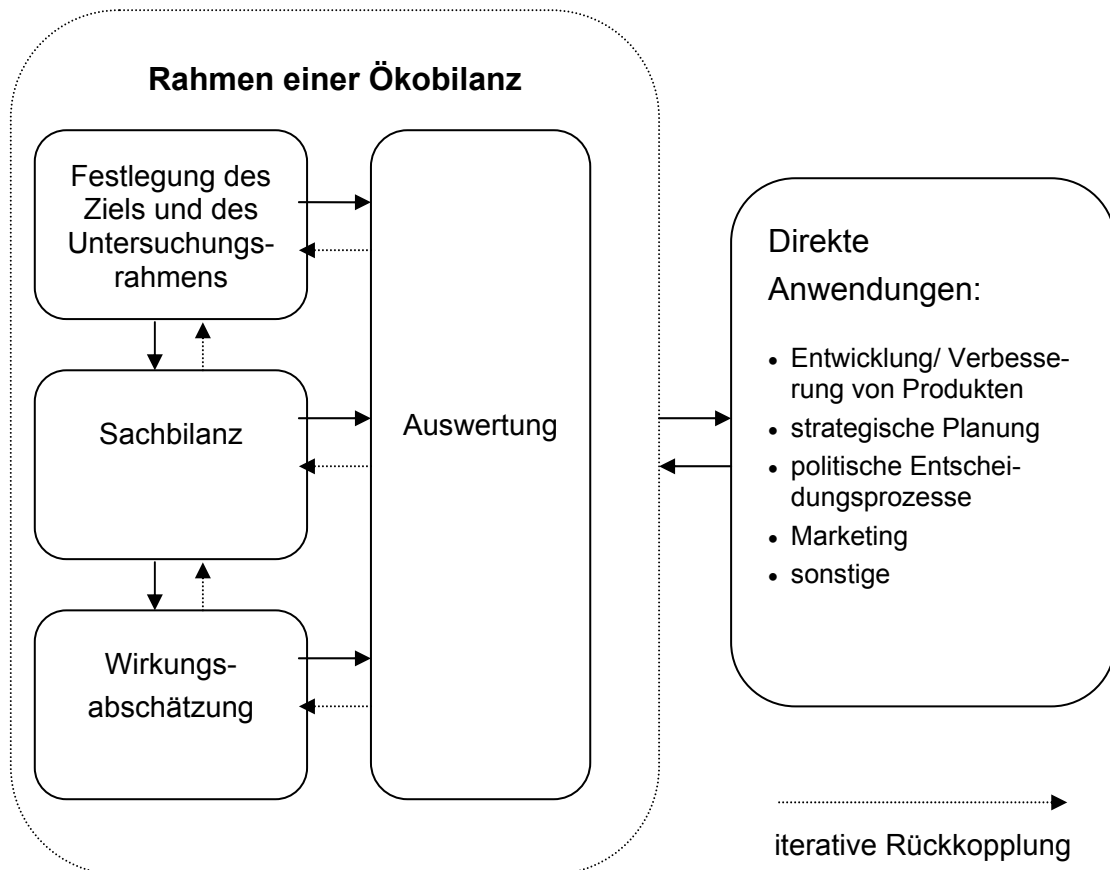 Rahmen einer Ökobilanz
Festlegung des
Ziels und des
Untersuchungs-
rahmens
Sachbilanz
Wirkungs-
abschätzung
Auswertung
Direkte
Anwendungen:
• Entwicklung/ Verbesse-
rung von Produkten
• strategische Planung
• politische Entschei-
dungsprozesse
• Marketing
• sonstige
iterative Rückkopplung